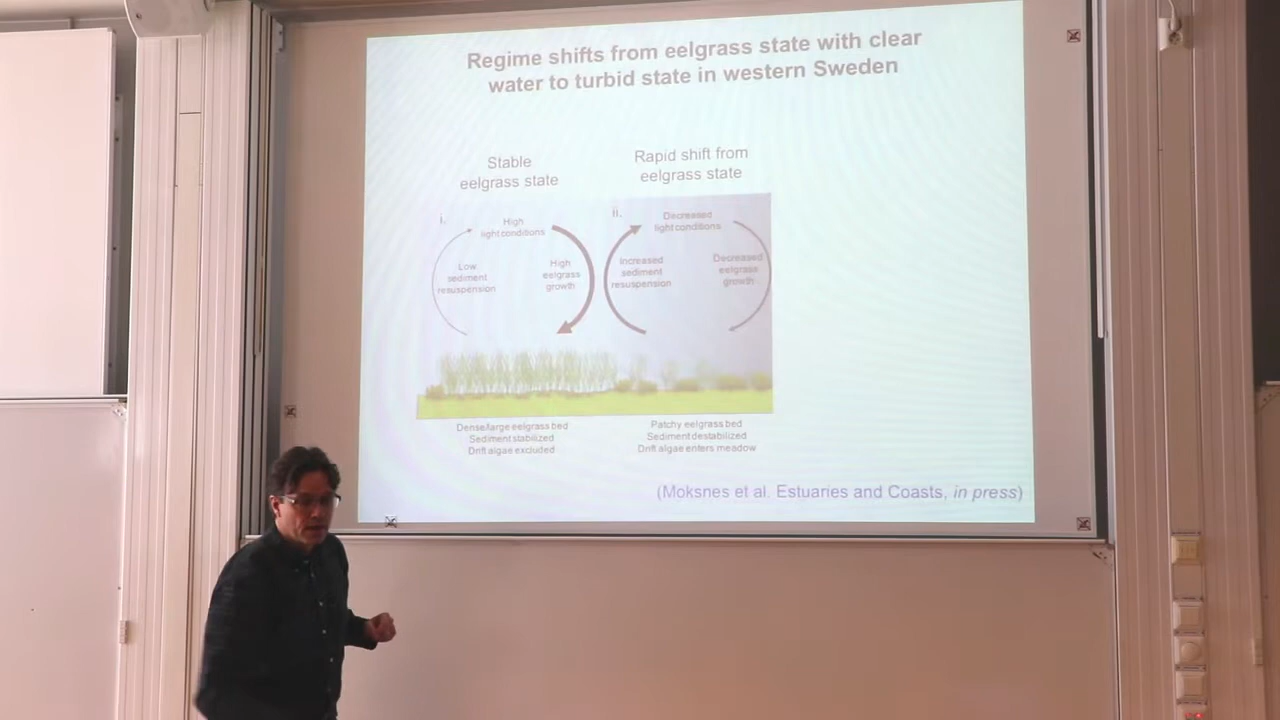 Regime shifts from eelgrass state with clear
water to turbid state in western Sweden
Stable
eelgrass state
Rapid shift from
eelgrass state
i.
High
light conditions
Low
sediment
resuspension
High
eelgrass
growth
ii.
Decreased
light conditions
Increased
sediment
resuspension
Decreased
eelgrass
growth
Dense/large eelgrass bed
Sediment stabilized
Drift algae excluded
Patchy eelgrass bed
Sediment destabilized
Drift algae enters meadow
(Moksnes et al. Estuaries and Coasts, in press)